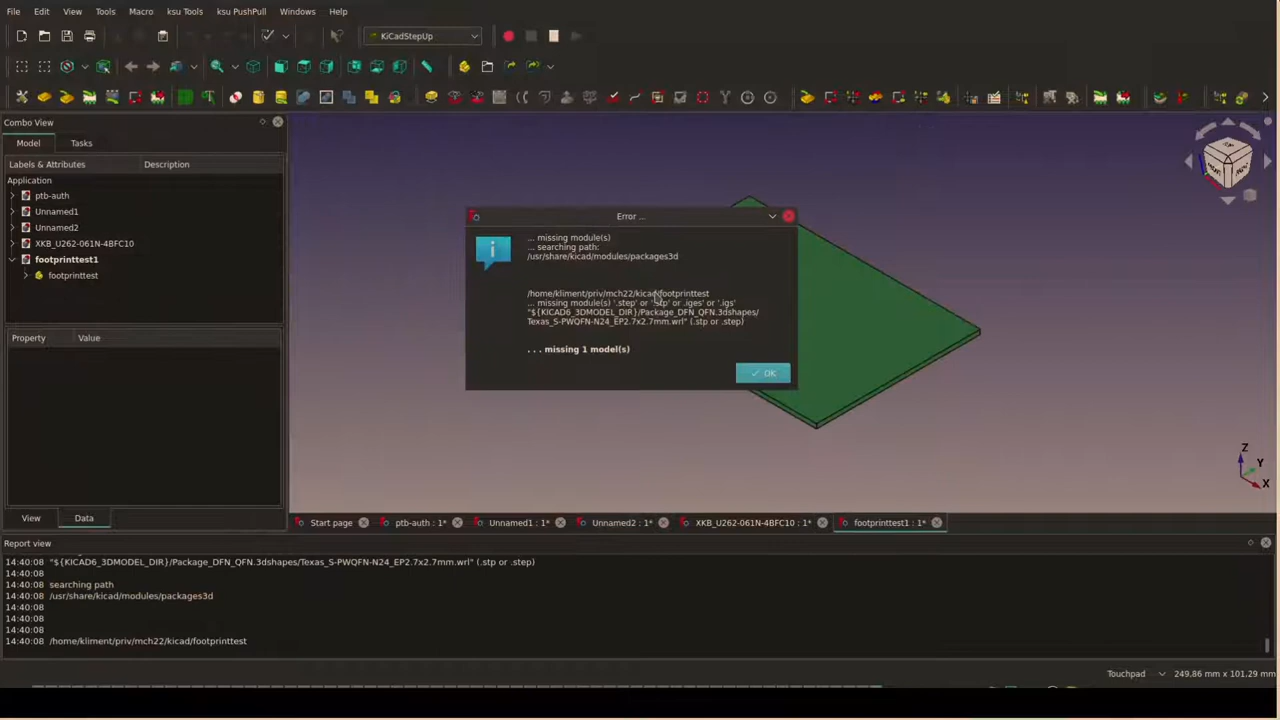 File Edit View Tools Macro ksu Tools ksu PushPull Windows Help
KiCadStepUp
Combo View
Model Tasks
Labels & Attributes Description
Application
ptb-auth
Unnamed1
Unnamed2
XKB_U262-061N-4BFC10
footprinttest1
footprinttest
Property Value
View Data
Error ...
... missing module(s)
... searching path:
/usr/share/kicad/modules/packages3d
/home/kliment/priv/mch22/kicad/footprinttest
... missing module(s) '.step' or '.stp' or '.iges' or '.igs'
"${KICAD6_3DMODEL_DIR}/Package_DFN_QFN.3dshapes/
Texas_S-PWQFN-N24_EP2.7x2.7mm.wrl" (.stp or .step)
. . . missing 1 model(s)
OK
Z
Y
X
Start page ptb-auth : 1* Unnamed1 : 1* Unnamed2 : 1* XKB_U262-061N-4BFC10 : 1* footprinttest1 : 1*
Report view
14:40:08 "${KICAD6_3DMODEL_DIR}/Package_DFN_QFN.3dshapes/Texas_S-PWQFN-N24_EP2.7x2.7mm.wrl" (.stp or .step)
14:40:08
14:40:08 searching path
14:40:08 /usr/share/kicad/modules/packages3d
14:40:08
14:40:08
14:40:08
14:40:08 /home/kliment/priv/mch22/kicad/footprinttest
Touchpad 249.86 mm x 101.29 mm